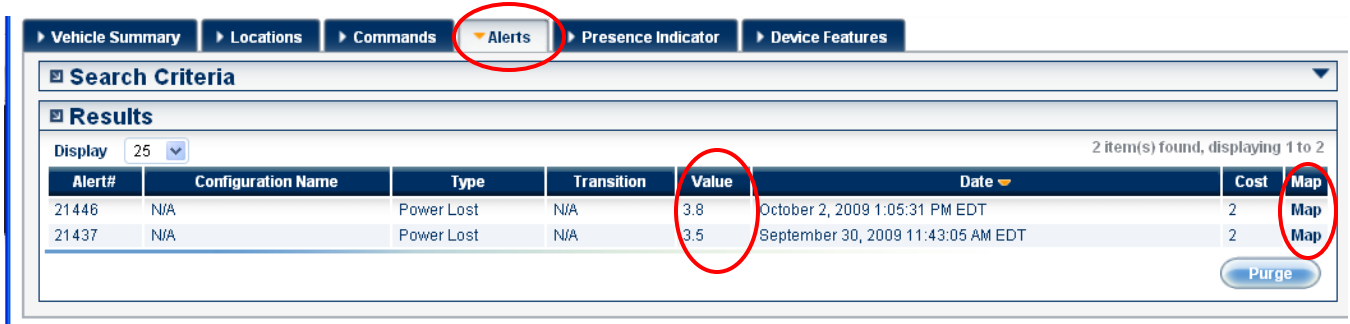 Vehicle Summary Locations Commands Alerts Presence Indicator Device Features
Search Criteria
Results
Display 25 2 item(s) found, displaying 1 to 2
Alert# Configuration Name Type Transition Value Date Cost Map
21446 N/A Power Lost N/A 3.8 October 2, 2009 1:05:31 PM EDT 2 Map
21437 N/A Power Lost N/A 3.5 September 30, 2009 11:43:05 AM EDT 2 Map
Purge